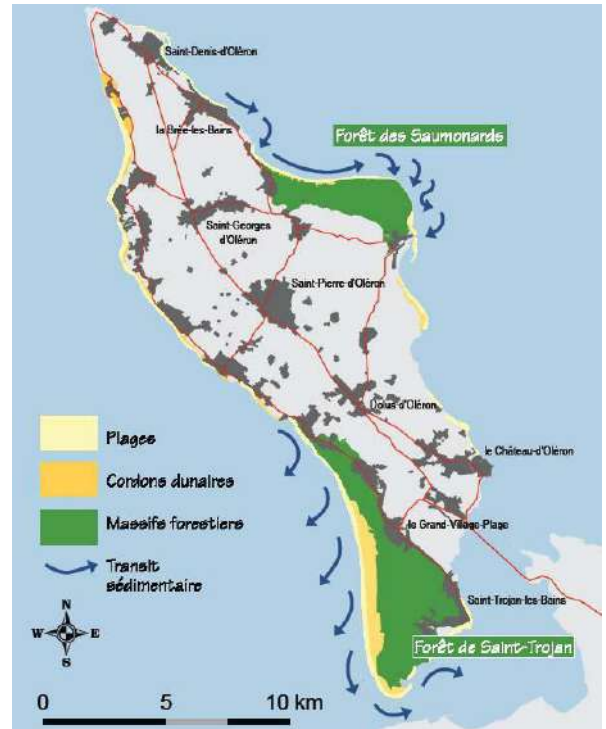 Saint-Denis-d'Oléron
la Brée-les-Bains
Forêt des Saumonards
Saint-Georges
d'Oléron
Saint-Pierre-d'Oléron
Dolus-d'Oléron
Plages
le Château-d'Oléron
Cordons dunaires
Massifs forestiers
le Grand-Village-Plage
Transit
sédimentaire
Saint-Trojan-les-Bains
N
W E
S
Forêt de Saint-Trojan
0 5 10 km